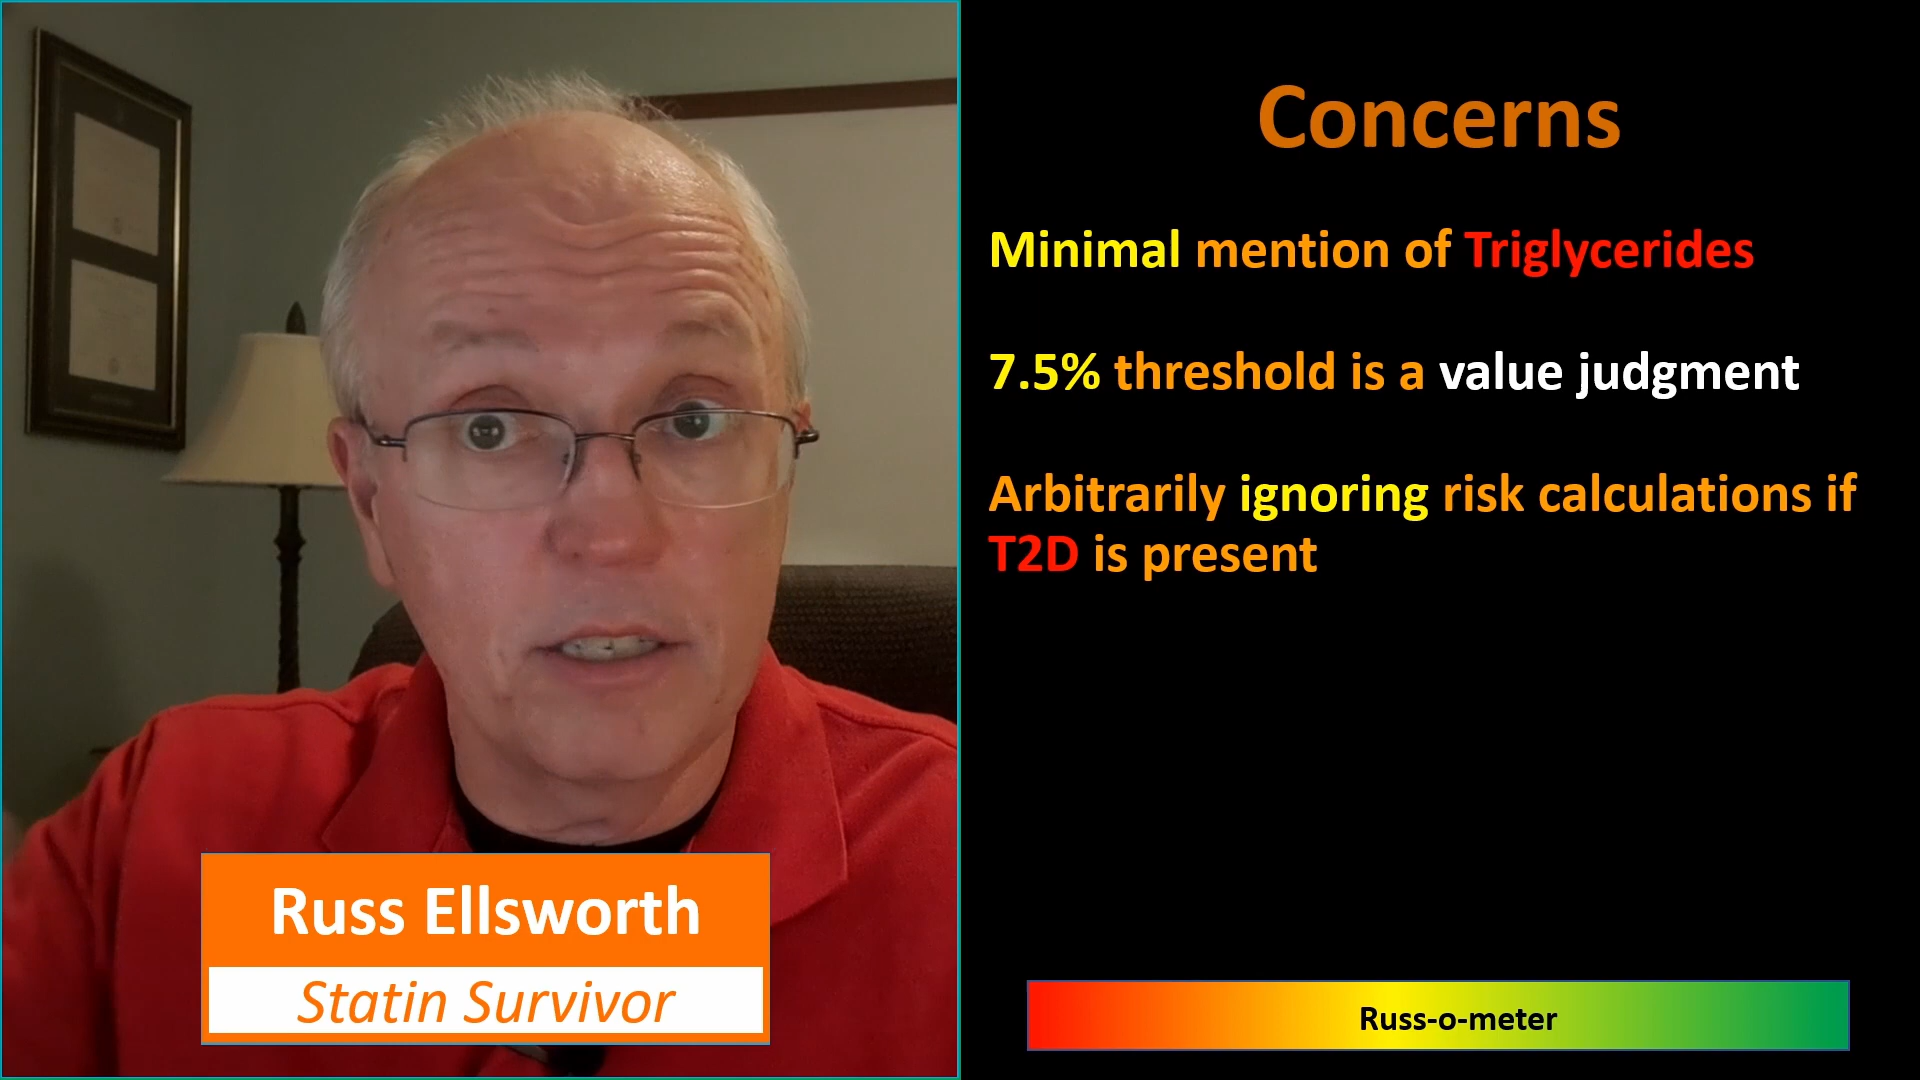 Concerns
Minimal mention of Triglycerides
7.5% threshold is a value judgment
Arbitrarily ignoring risk calculations if
T2D is present
Russ Ellsworth
Statin Survivor
Russ-o-meter